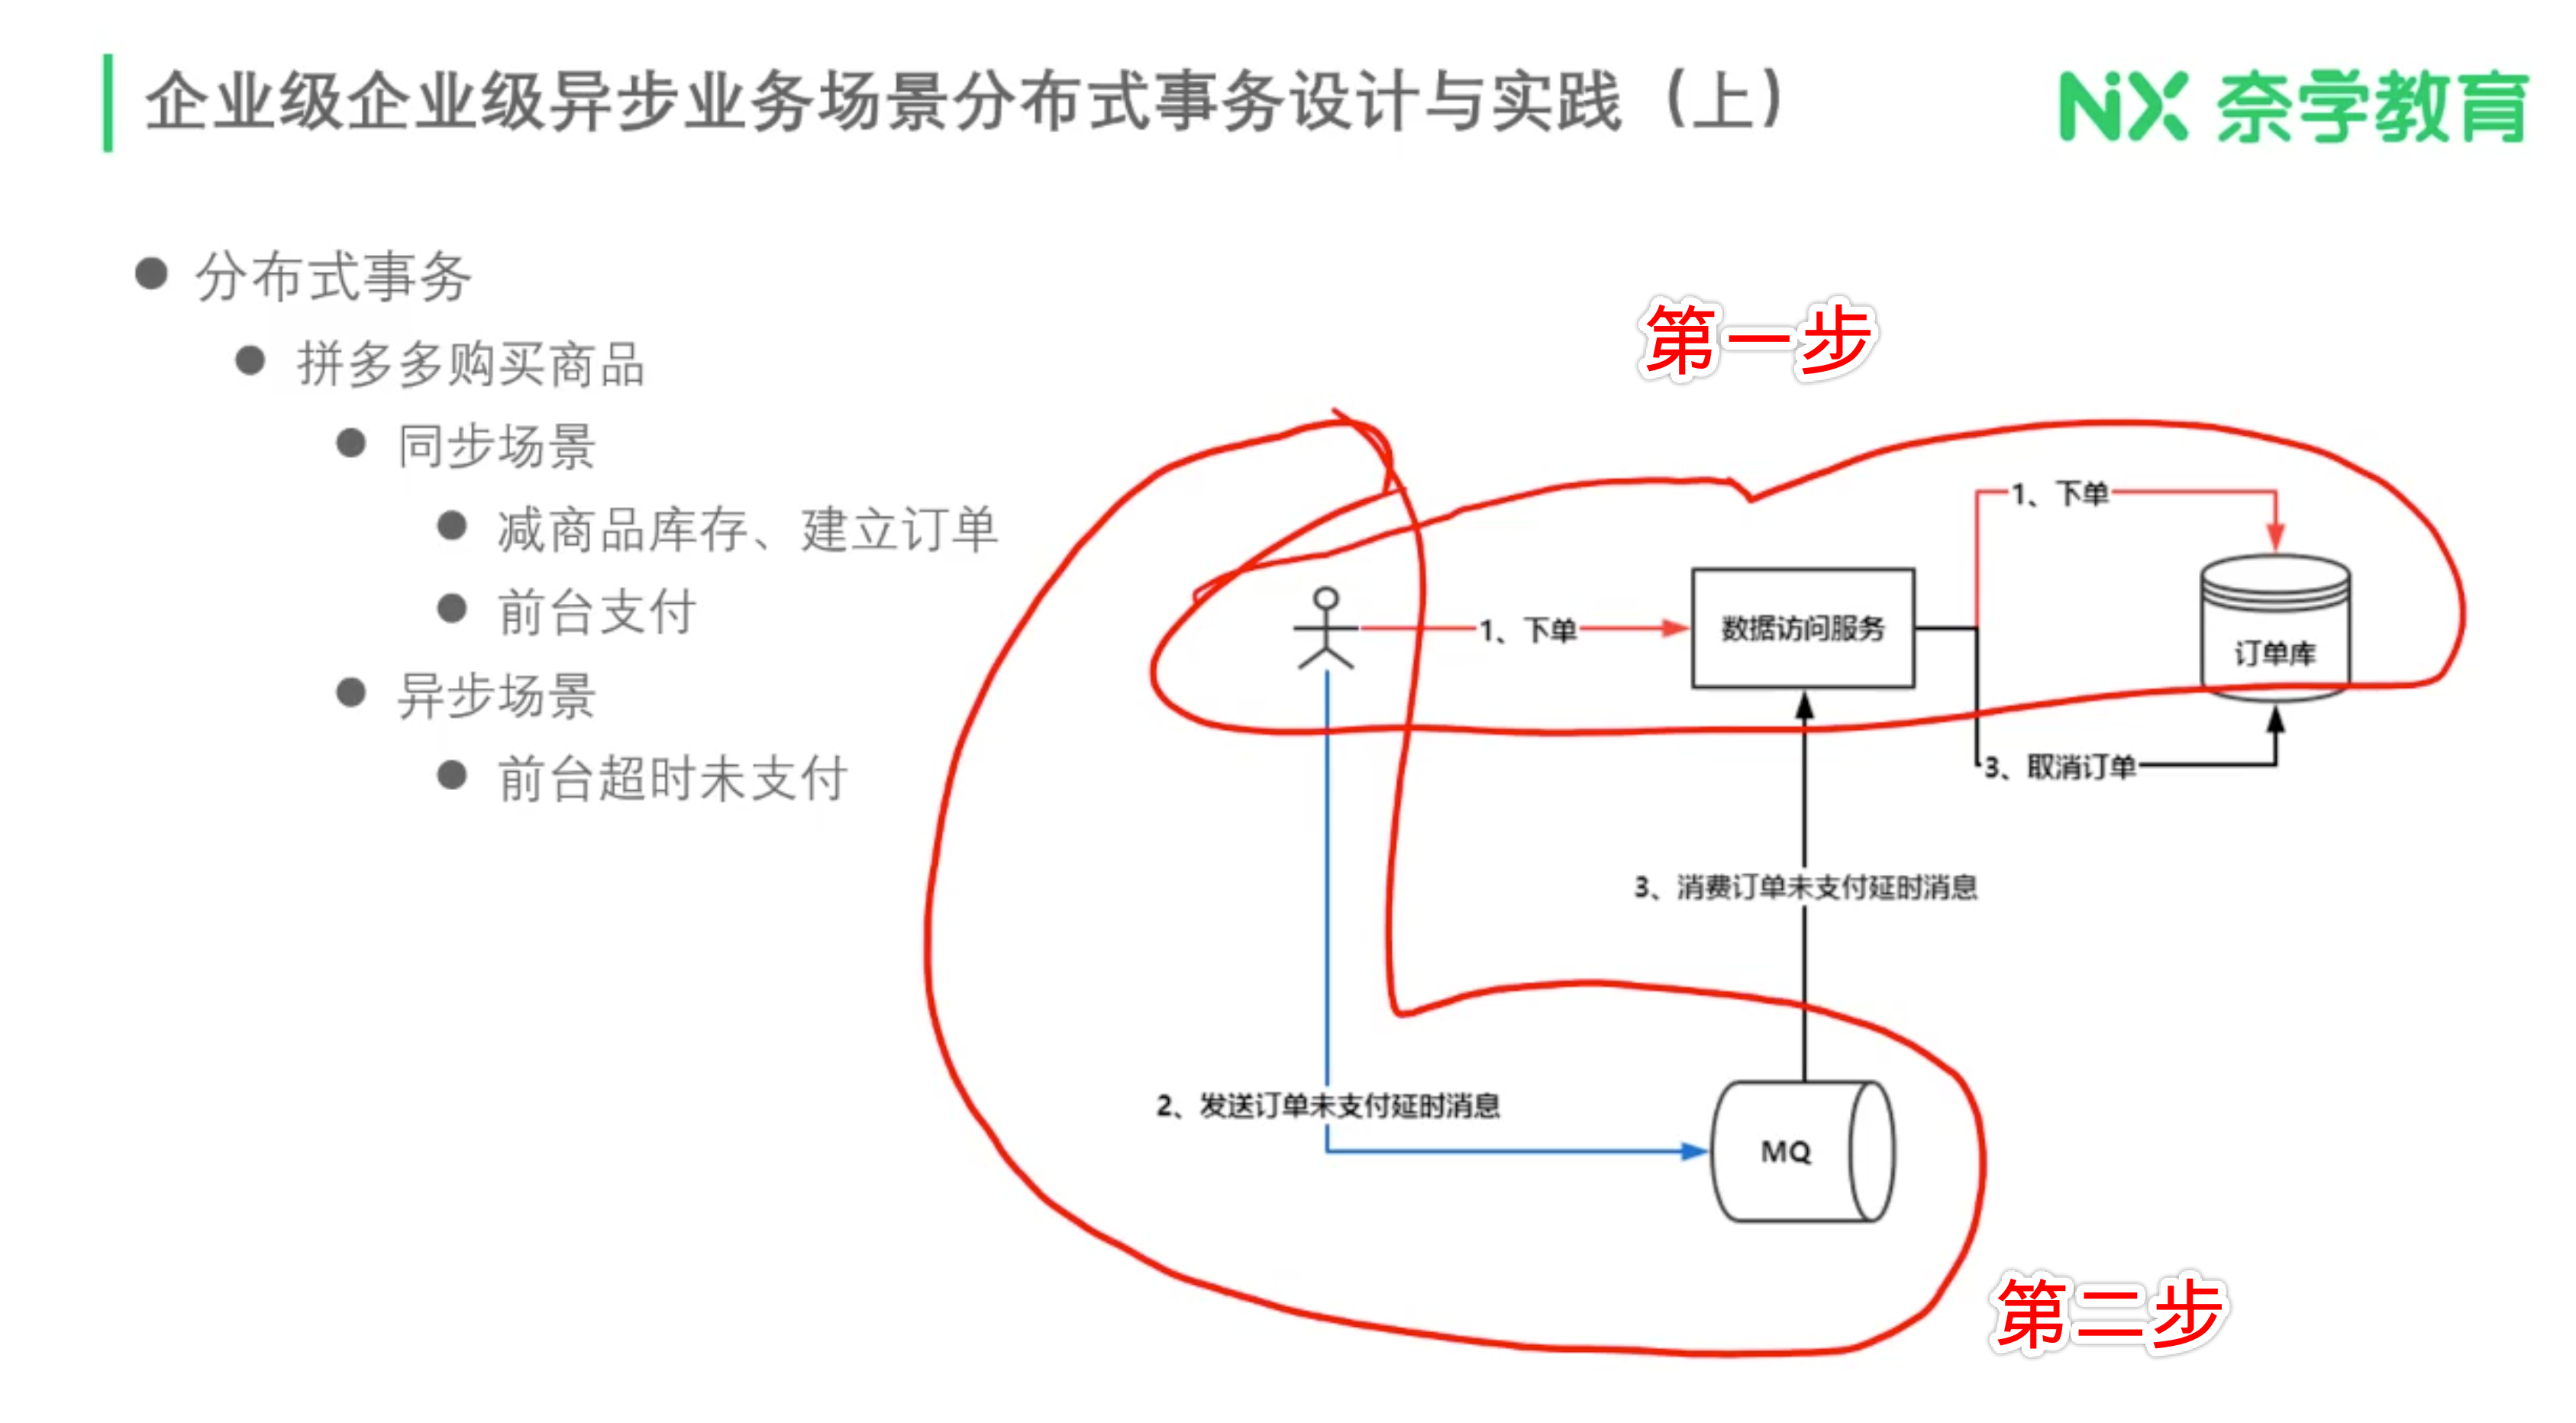 企业级企业级异步业务场景分布式事务设计与实践（上）
NiX 奈学教育
分布式事务
拼多多购买商品
同步场景
减商品库存、建立订单
前台支付
异步场景
前台超时未支付
第一步
1、下单
1、下单
数据访问服务
订单库
3、取消订单
3、消费订单未支付延时消息
2、发送订单未支付延时消息
MQ
第二步